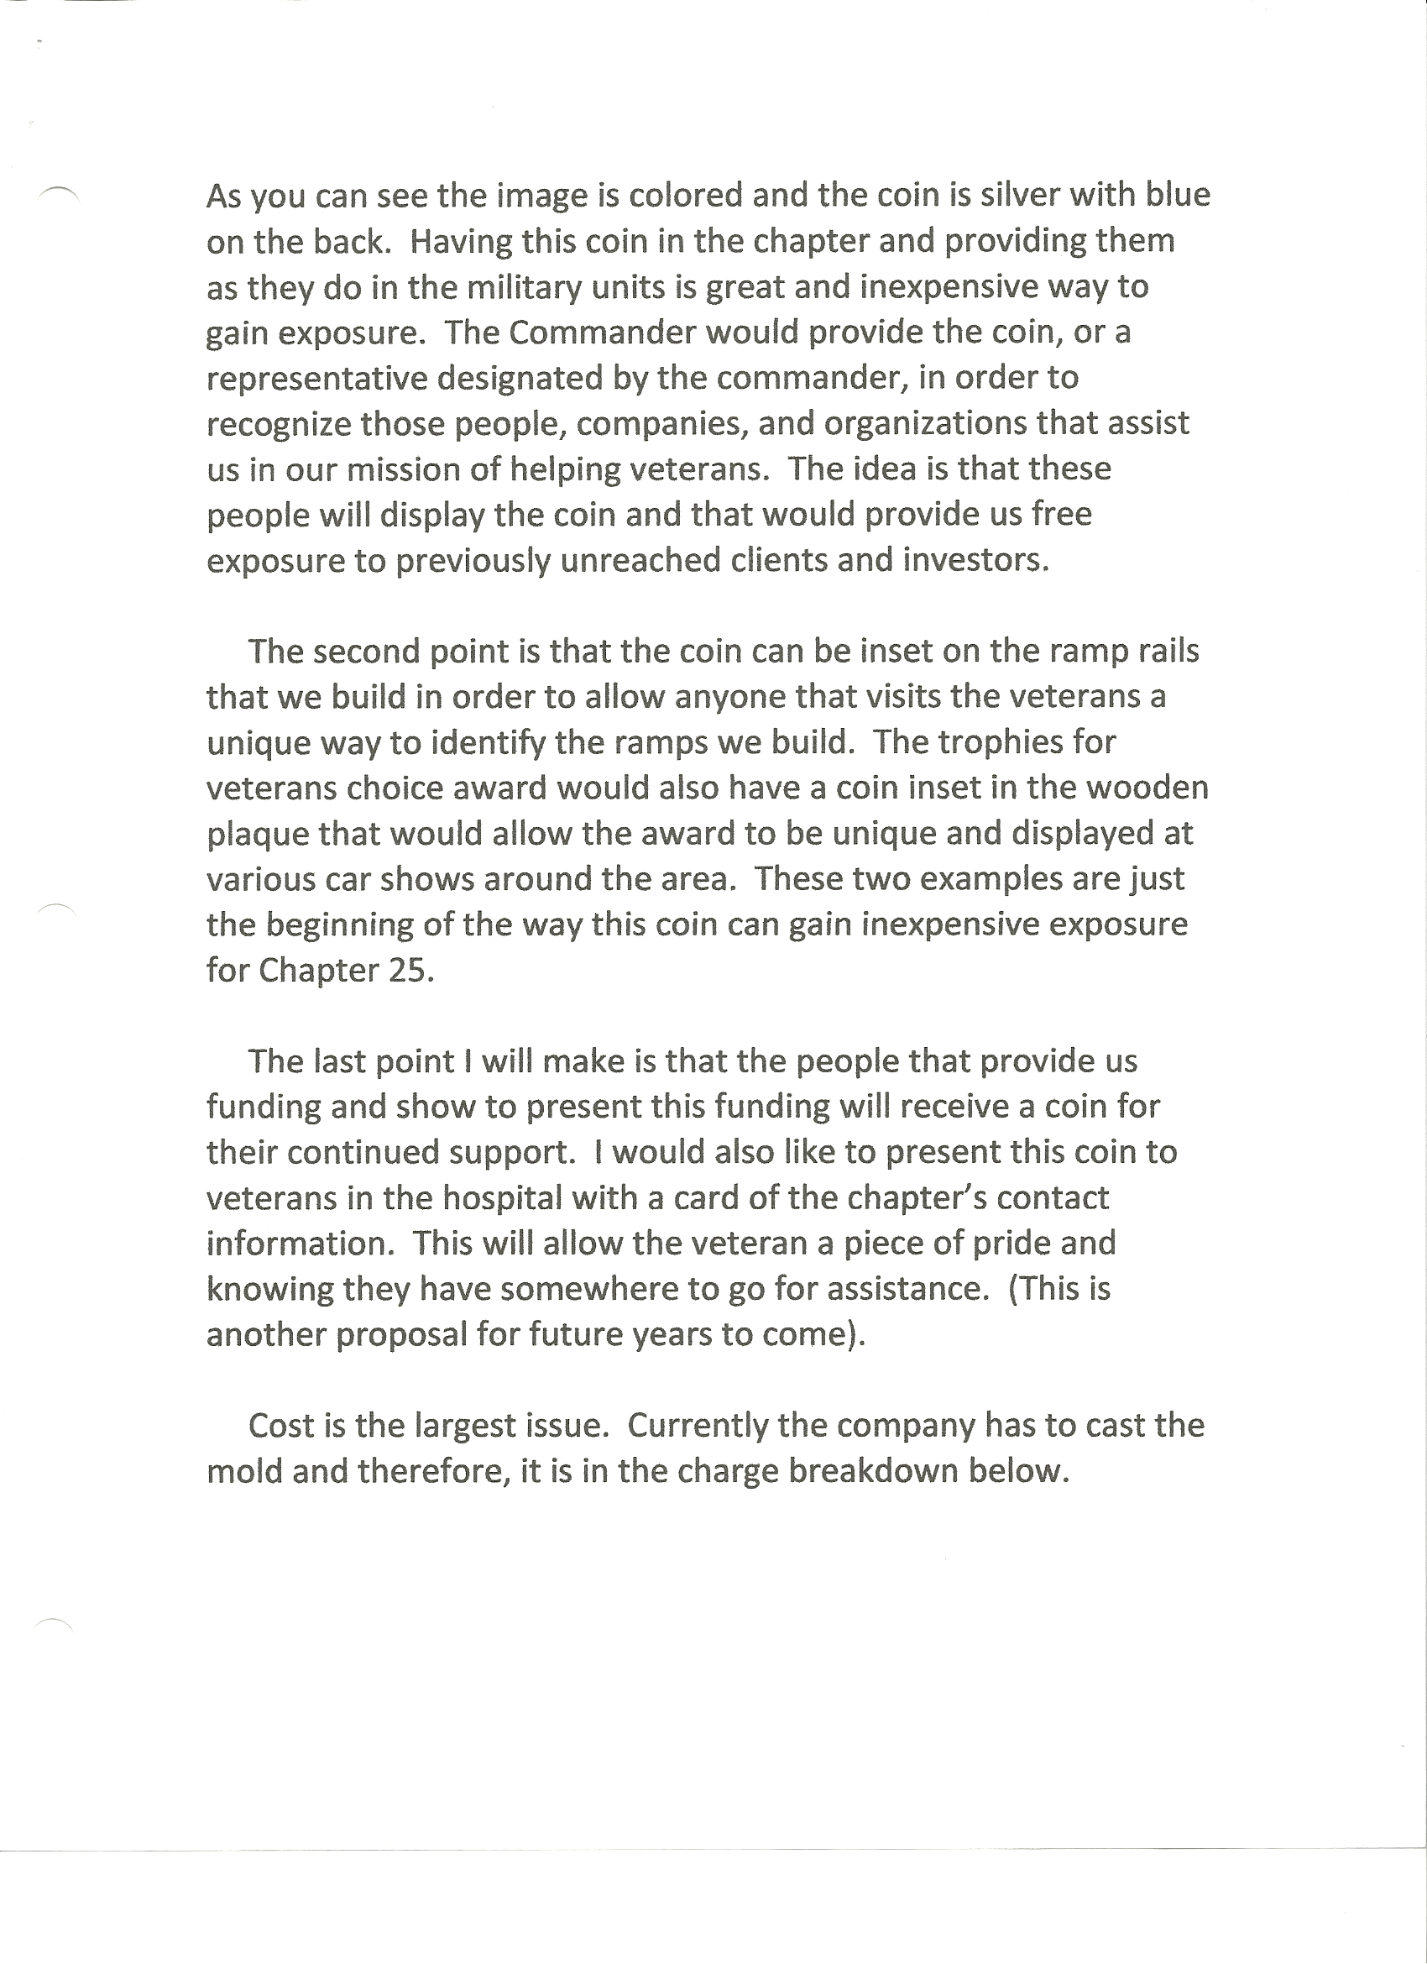 As you can see the image is colored and the coin is silver with blue
on the back.  Having this coin in the chapter and providing them
as they do in the military units is great and inexpensive way to
gain exposure.  The Commander would provide the coin, or a
representative designated by the commander, in order to
recognize those people, companies, and organizations that assist
us in our mission of helping veterans.  The idea is that these
people will display the coin and that would provide us free
exposure to previously unreached clients and investors.

The second point is that the coin can be inset on the ramp rails
that we build in order to allow anyone that visits the veterans a
unique way to identify the ramps we build.  The trophies for
veterans choice award would also have a coin inset in the wooden
plaque that would allow the award to be unique and displayed at
various car shows around the area.  These two examples are just
the beginning of the way this coin can gain inexpensive exposure
for Chapter 25.

The last point I will make is that the people that provide us
funding and show to present this funding will receive a coin for
their continued support.  I would also like to present this coin to
veterans in the hospital with a card of the chapter's contact
information.  This will allow the veteran a piece of pride and
knowing they have somewhere to go for assistance.  (This is
another proposal for future years to come).

Cost is the largest issue.  Currently the company has to cast the
mold and therefore, it is in the charge breakdown below.